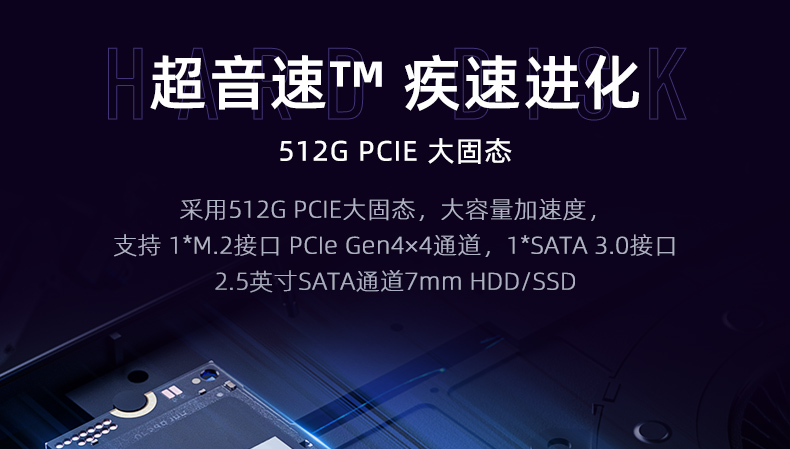 HARD DISK
超音速™ 疾速进化
512G PCIE 大固态
采用512G PCIE大固态，大容量加速度，
支持 1*M.2接口 PCIe Gen4×4通道，1*SATA 3.0接口
2.5英寸SATA通道7mm HDD/SSD